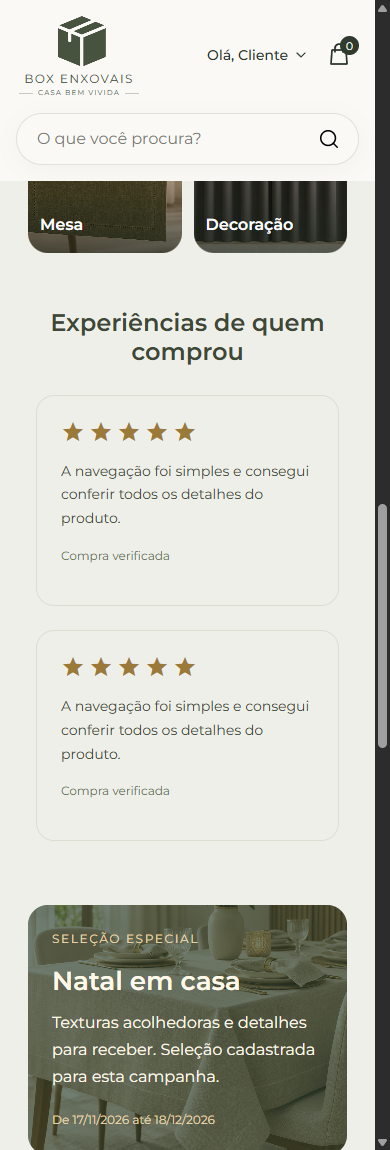 BOX ENXOVAIS
CASA BEM VIVIDA
Olá, Cliente
0
O que você procura?
Mesa
Decoração
Experiências de quem
comprou
A navegação foi simples e consegui
conferir todos os detalhes do
produto.
Compra verificada
A navegação foi simples e consegui
conferir todos os detalhes do
produto.
Compra verificada
SELEÇÃO ESPECIAL
Natal em casa
Texturas acolhedoras e detalhes
para receber. Seleção cadastrada
para esta campanha.
De 17/11/2026 até 18/12/2026